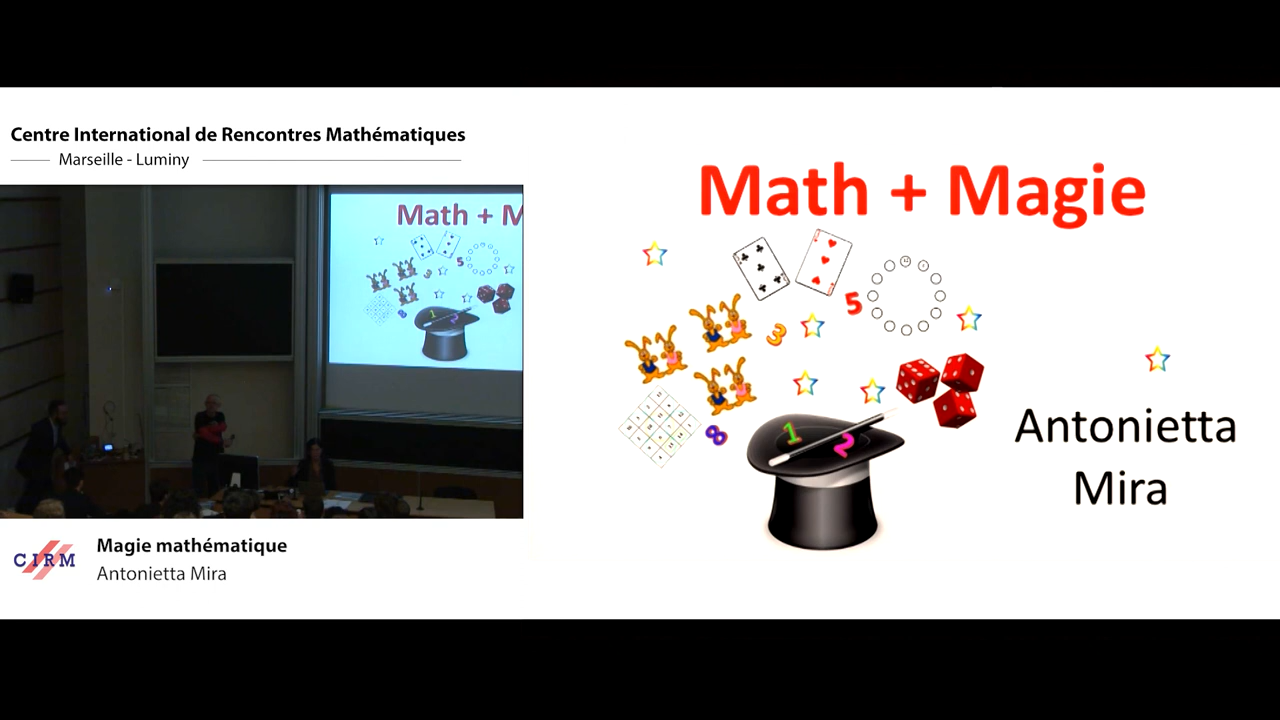 Centre International de Rencontres Mathématiques
Marseille - Luminy
Math + Magie
Math + M
5
3
8
1
2
Antonietta
Mira
CIRM
Magie mathématique
Antonietta Mira